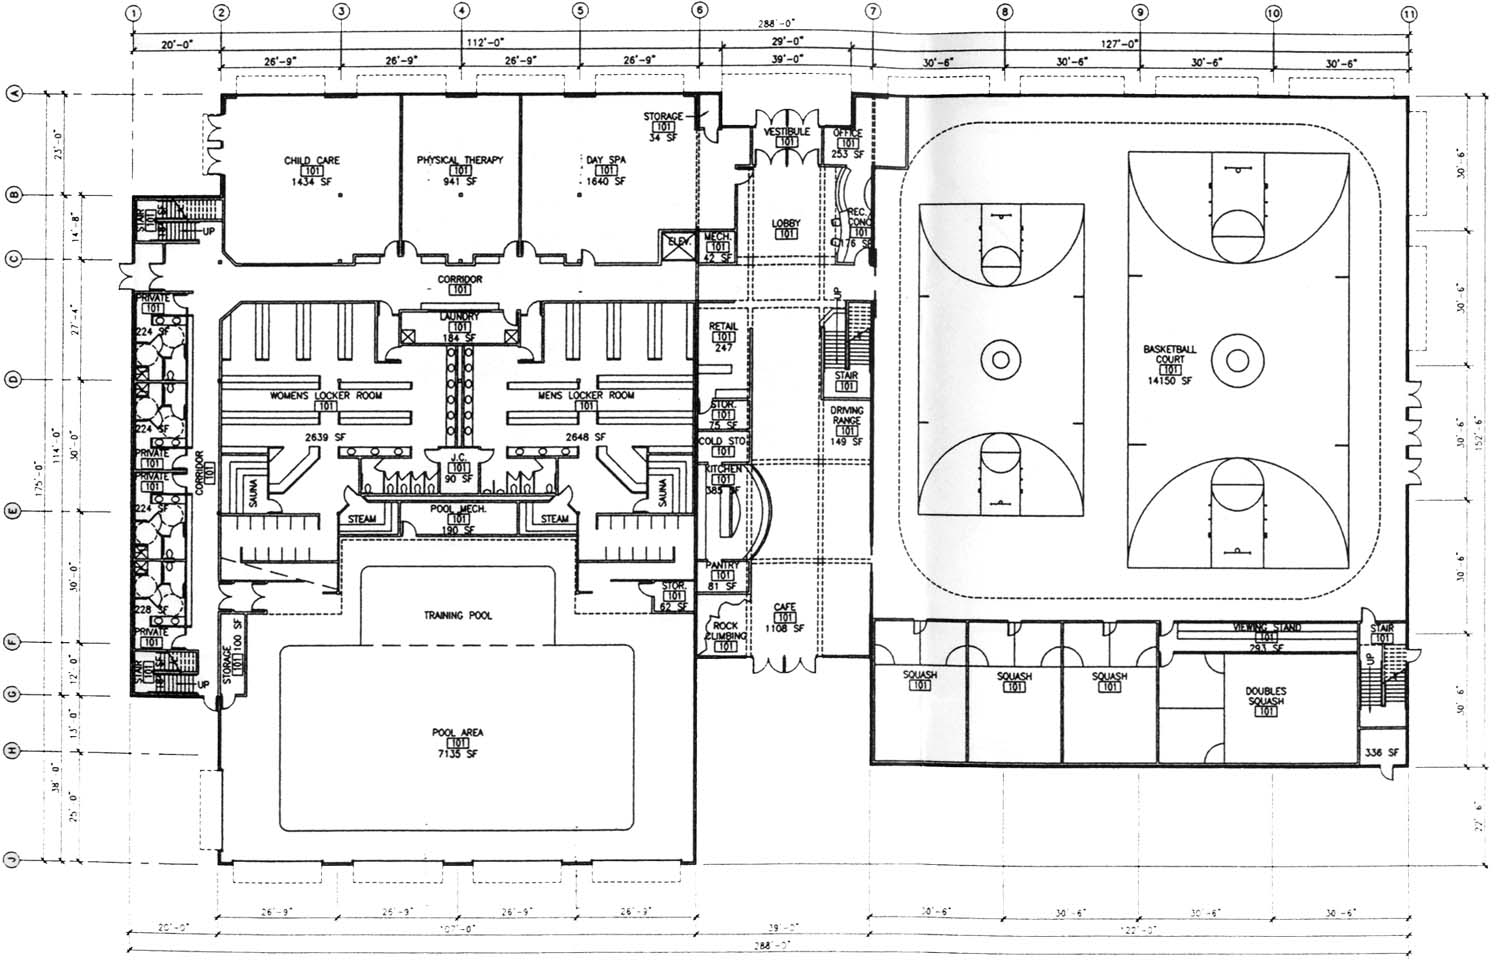 1 2 3 4 5 6 7 8 9 10 11
288'-0"
20'-0" 112'-0" 29'-0" 127'-0"
26'-9" 26'-9" 26'-9" 26'-9" 39'-0" 30'-6" 30'-6" 30'-6" 30'-6"
A
B
C
D
E
F
G
H
J
23'-0"
14'-8"
27'-4"
30'-0"
30'-0"
12'-0"
13'-0"
25'-0"
114'-0"
38'-0"
175'-0"
CHILD CARE
101
1434 SF
PHYSICAL THERAPY
101
941 SF
DAY SPA
101
1640 SF
STORAGE
101
34 SF
VESTIBULE
101
OFFICE
101
253 SF
STAIR
101
UP
ELEV.
MECH.
101
42 SF
LOBBY
101
REC.
CONC
101
176 SF
CORRIDOR
101
PRIVATE
101
224 SF
LAUNDRY
101
184 SF
RETAIL
101
247
UP
STAIR
101
BASKETBALL
COURT
101
14150 SF
WOMENS LOCKER ROOM
101
2639 SF
MENS LOCKER ROOM
101
2648 SF
STOR.
101
75 SF
DRIVING
RANGE
101
149 SF
224 SF
PRIVATE
101
PRIVATE
101
224 SF
CORRIDOR
101
J.C.
101
90 SF
COLD STO
101
KITCHEN
101
385 SF
SAUNA
SAUNA
STEAM
POOL MECH.
101
190 SF
STEAM
PANTRY
101
81 SF
STOR.
101
62 SF
228 SF
PRIVATE
101
TRAINING POOL
ROCK
CLIMBING
101
CAFE
101
1108 SF
STAIR
101
UP
STORAGE
101
100 SF
POOL AREA
101
7135 SF
SQUASH
101
SQUASH
101
SQUASH
101
DOUBLES
SQUASH
101
VIEWING STAND
101
293 SF
STAIR
101
UP
336 SF
30'-6"
30'-6"
30'-6"
30'-6"
30'-6"
152'-6"
22'-6"
26'-9" 26'-9" 26'-9" 26'-9" 30'-6" 30'-6" 30'-6" 30'-6"
20'-0" 107'-0" 39'-0" 122'-0"
288'-0"